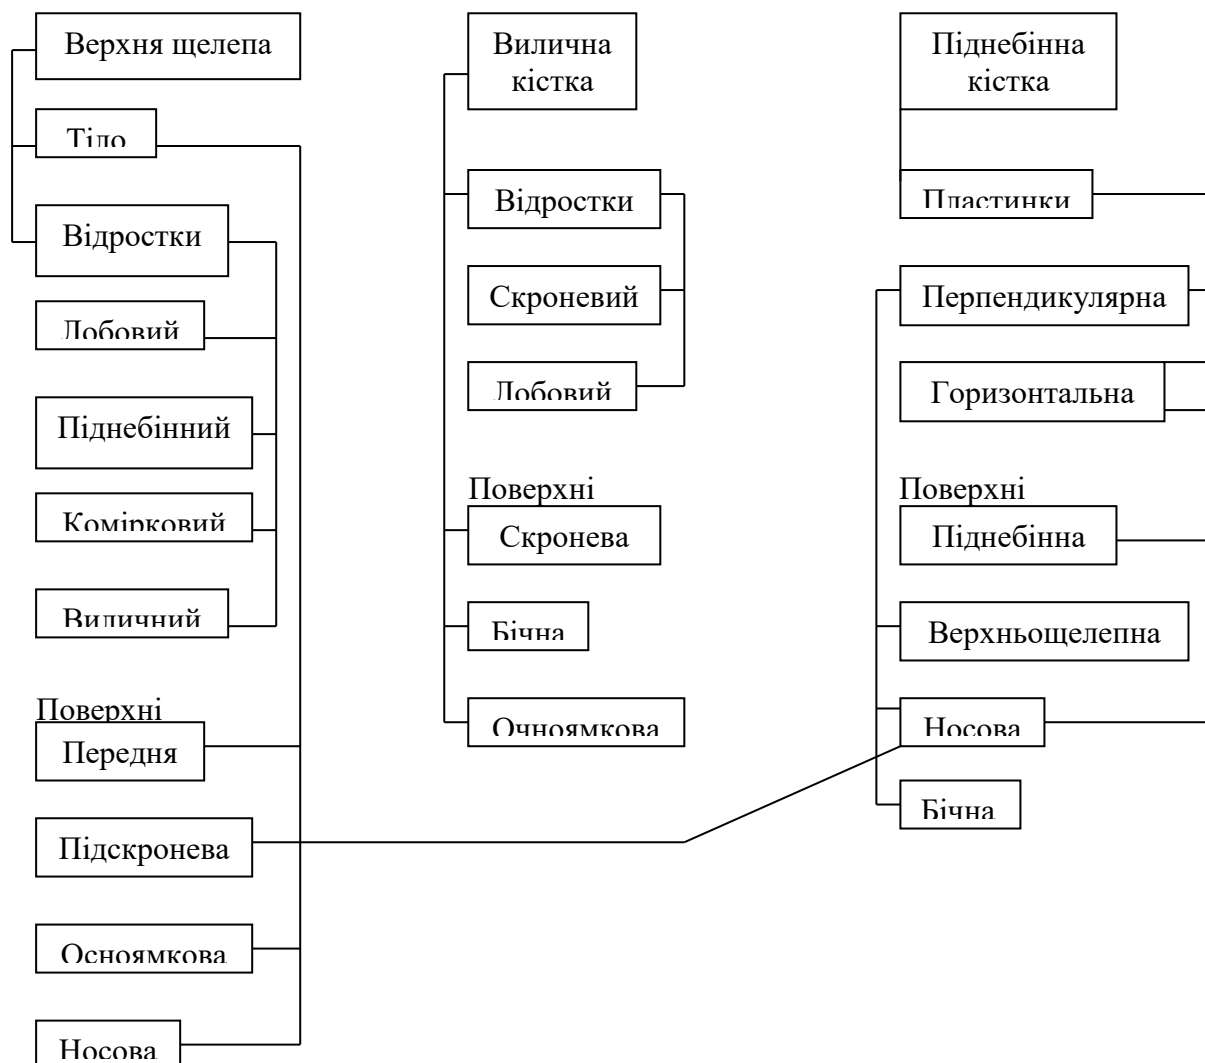 Верхня щелепа
Тіло
Відростки
Лобовий
Піднебінний
Комірковий
Виличний
Поверхні
Передня
Підскронева
Осноямкова
Носова
Вилична
кістка
Відростки
Скроневий
Лобовий
Поверхні
Скронева
Бічна
Очноямкова
Піднебінна
кістка
Пластинки
Перпендикулярна
Горизонтальна
Поверхні
Піднебінна
Верхньощелепна
Носова
Бічна